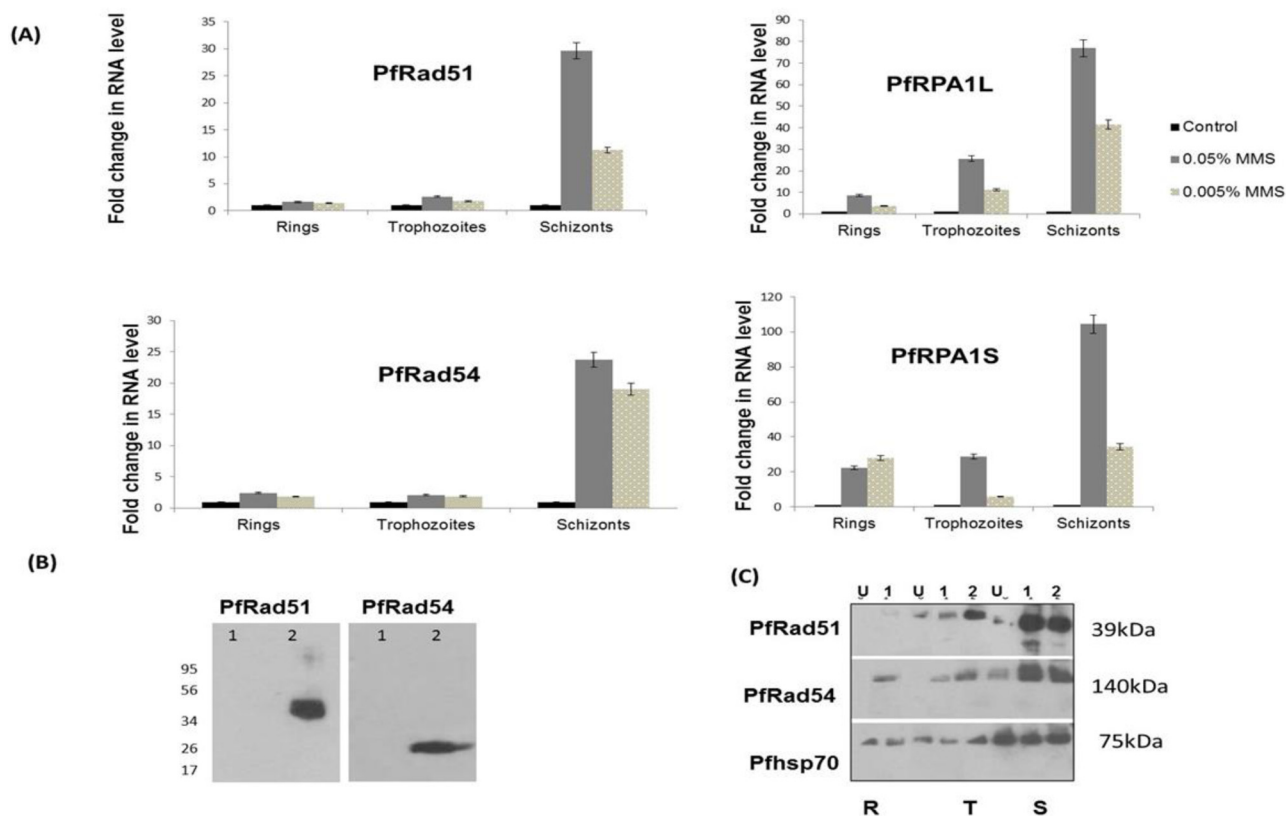 (A)
Fold change in RNA level
35
30
25
20
15
10
5
0
PfRad51
Rings Trophozoites Schizonts
Fold change in RNA level
90
80
70
60
50
40
30
20
10
0
PfRPA1L
Rings Trophozoites Schizonts
Control
0.05% MMS
0.005% MMS
Fold change in RNA level
30
25
20
15
10
5
0
PfRad54
Rings Trophozoites Schizonts
Fold change in RNA level
120
100
80
60
40
20
0
PfRPA1S
Rings Trophozoites Schizonts
(B)
PfRad51 PfRad54
1 2 1 2
95
56
34
26
17
(C)
U 1 U 1 2 U 1 2
PfRad51 39kDa
PfRad54 140kDa
Pfhsp70 75kDa
R T S